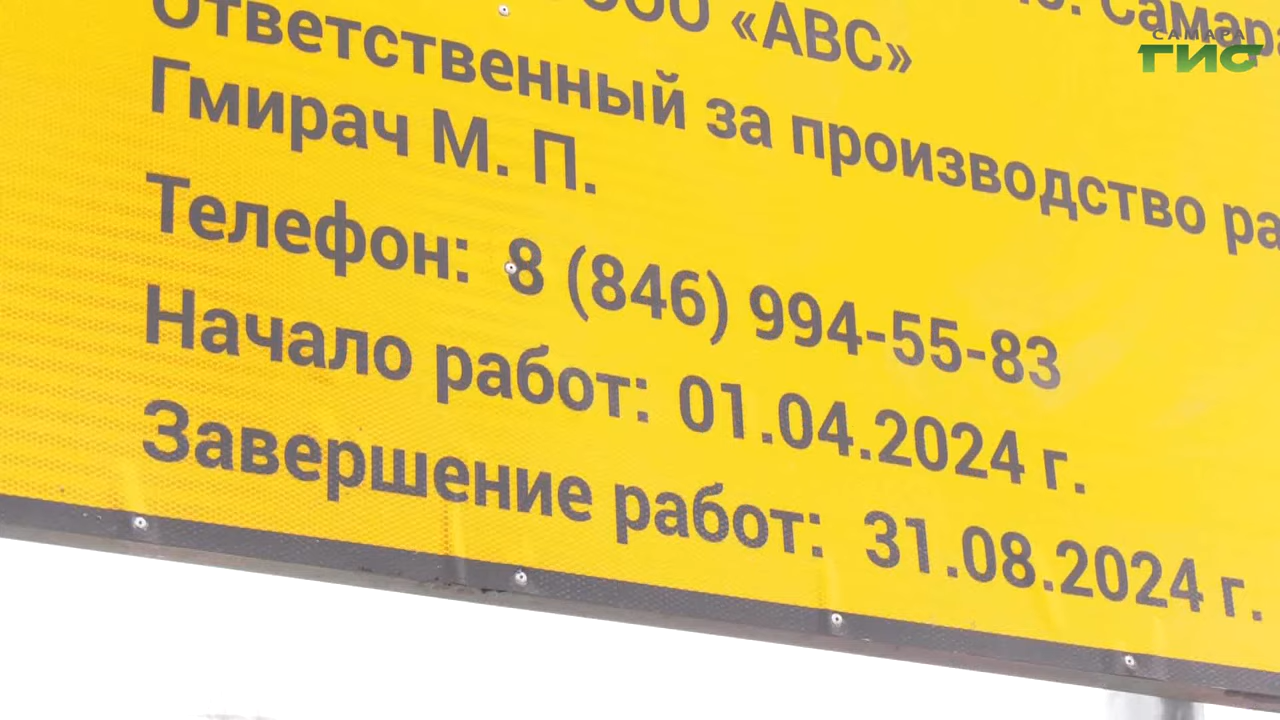 ООО «АВС»
Самара
Ответственный за производство
Гмирач М. П.
Телефон: 8 (846) 994-55-83
Начало работ: 01.04.2024 г.
Завершение работ: 31.08.2024 г.
САМАРА
ГИС